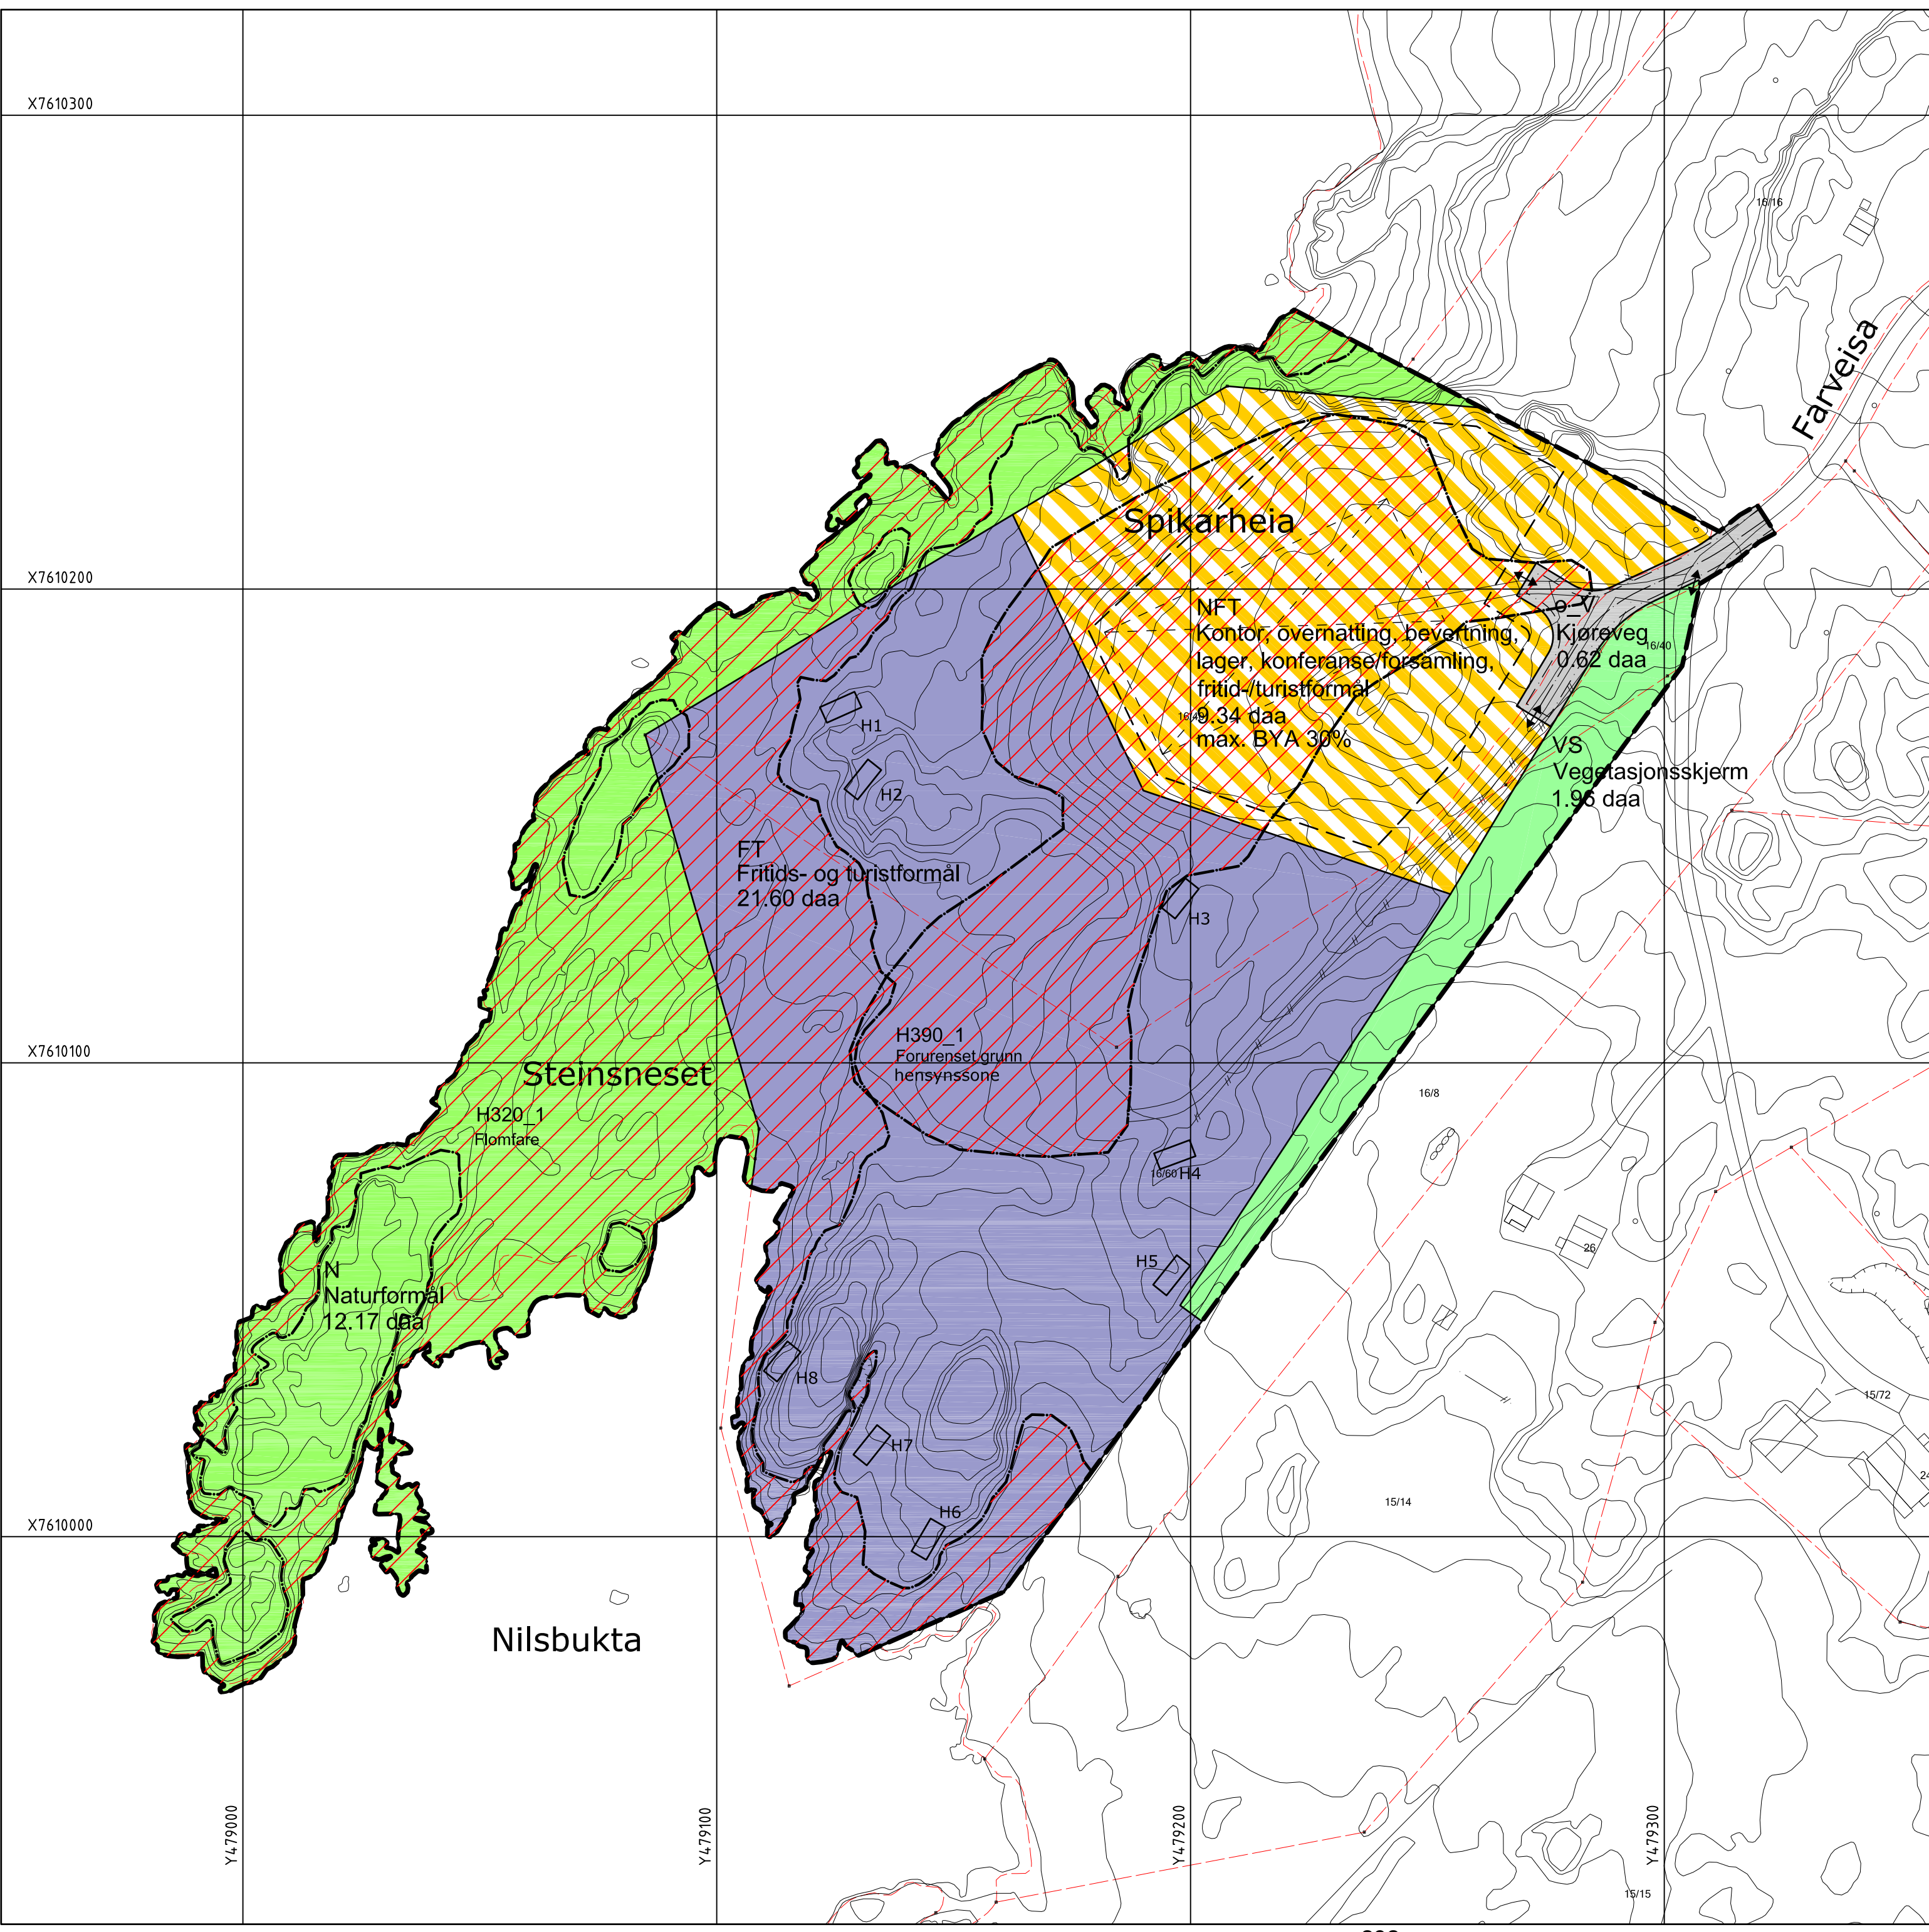 X7610300
16/16
Farveisa
Spikarheia
X7610200
NFT
Kontor, overnatting, bevertning,
lager, konferanse/forsamling,
fritid-/turistformål
9.34 daa
max. BYA 30%
16/49
o_V
Kjøreveg
0.62 daa
16/40
H1
VS
Vegetasjonsskjerm
1.96 daa
H2
FT
Fritids- og turistformål
21.60 daa
H3
H390_1
Forurenset grunn
hensynssone
X7610100
Steinsneset
16/8
H320_1
Flomfare
16/60
H4
26
H5
N
Naturformål
12.17 daa
H8
15/72
H7
24
15/14
H6
X7610000
Nilsbukta
Y479000
Y479100
Y479200
Y479300
15/15